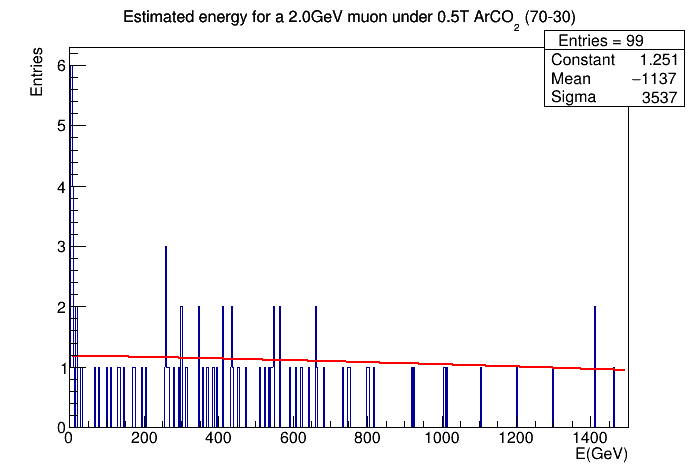 Estimated energy for a 2.0GeV muon under 0.5T ArCO₂ (70-30)
Entries = 99
Constant 1.251
Mean −1137
Sigma 3537
Entries
6
5
4
3
2
1
0
0 200 400 600 800 1000 1200 1400
E(GeV)